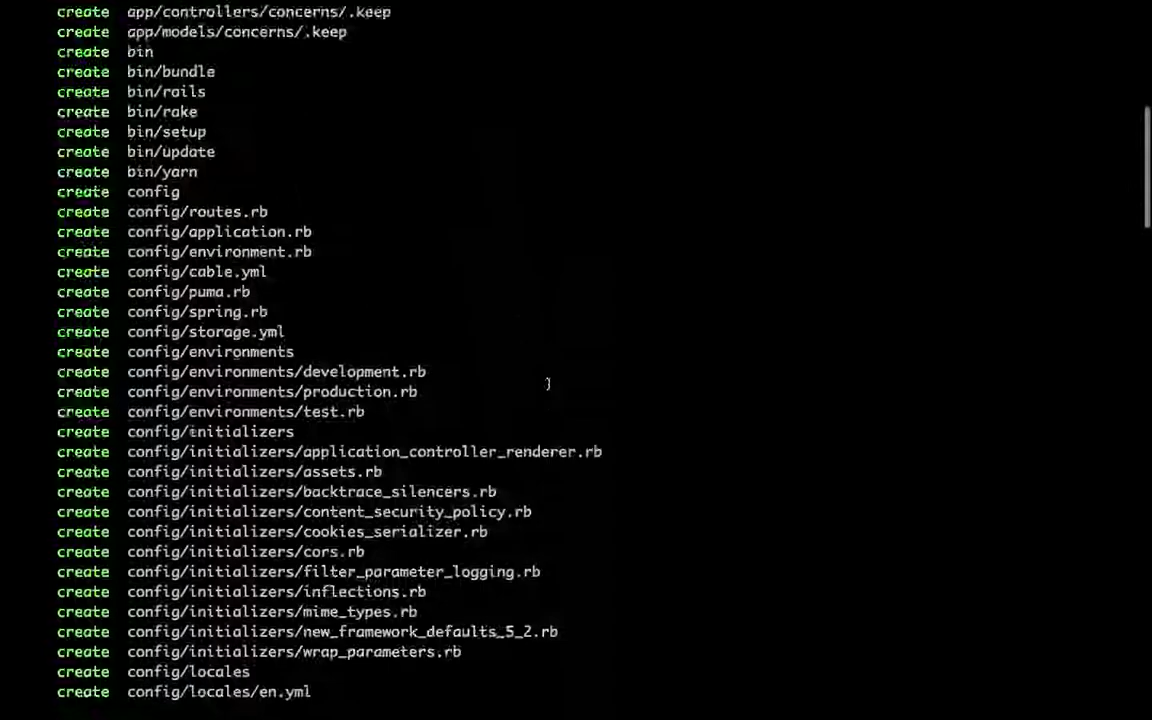 create app/controllers/concerns/.keep
create app/models/concerns/.keep
create bin
create bin/bundle
create bin/rails
create bin/rake
create bin/setup
create bin/update
create bin/yarn
create config
create config/routes.rb
create config/application.rb
create config/environment.rb
create config/cable.yml
create config/puma.rb
create config/spring.rb
create config/storage.yml
create config/environments
create config/environments/development.rb
create config/environments/production.rb
create config/environments/test.rb
create config/initializers
create config/initializers/application_controller_renderer.rb
create config/initializers/assets.rb
create config/initializers/backtrace_silencers.rb
create config/initializers/content_security_policy.rb
create config/initializers/cookies_serializer.rb
create config/initializers/cors.rb
create config/initializers/filter_parameter_logging.rb
create config/initializers/inflections.rb
create config/initializers/mime_types.rb
create config/initializers/new_framework_defaults_5_2.rb
create config/initializers/wrap_parameters.rb
create config/locales
create config/locales/en.yml